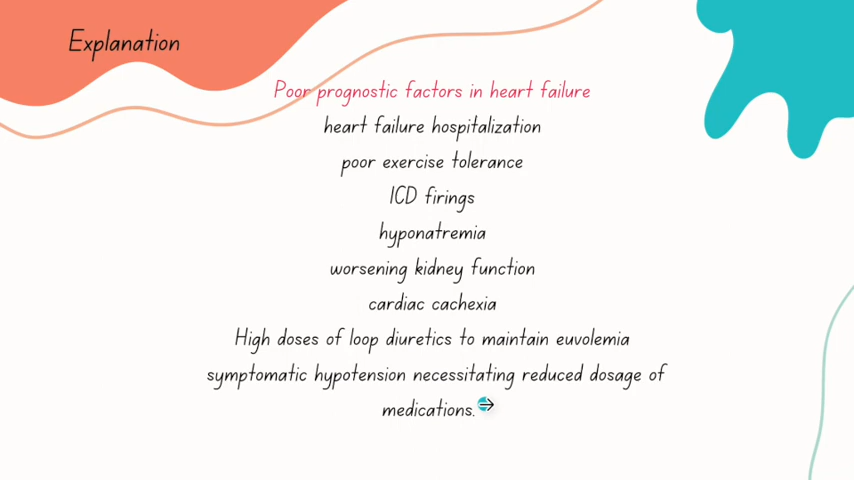 Explanation
Poor prognostic factors in heart failure
heart failure hospitalization
poor exercise tolerance
ICD firings
hyponatremia
worsening kidney function
cardiac cachexia
High doses of loop diuretics to maintain euvolemia
symptomatic hypotension necessitating reduced dosage of
medications.